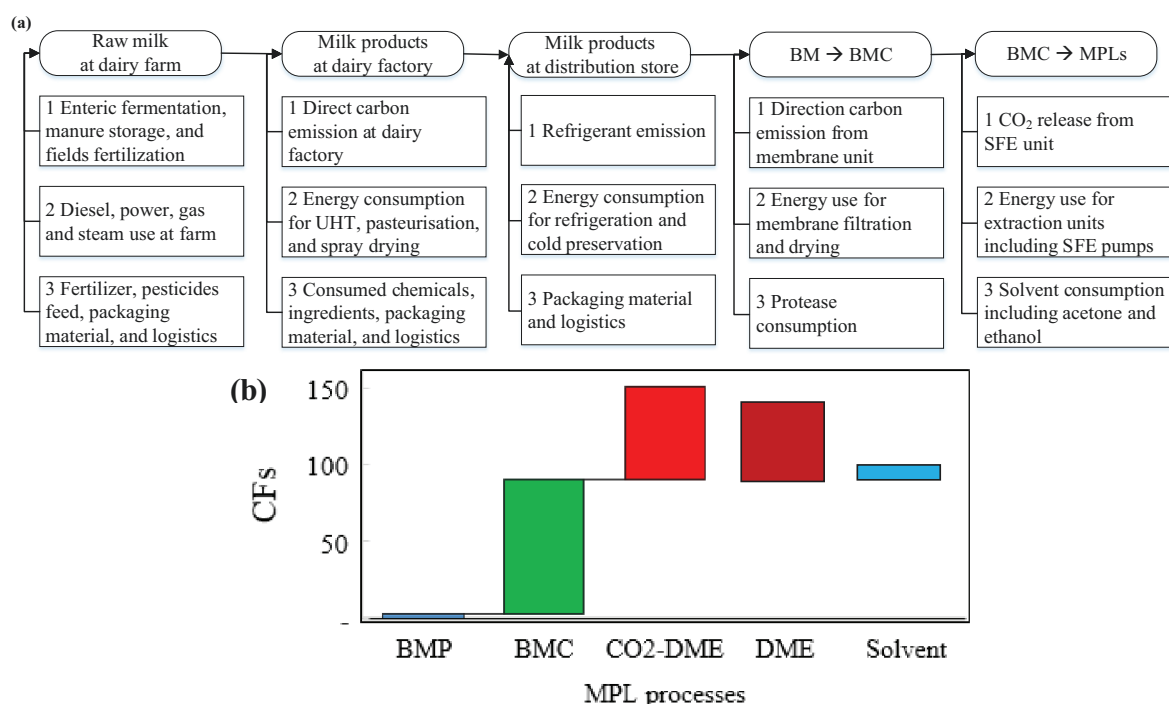 (a)
Raw milk
at dairy farm
Milk products
at dairy factory
Milk products
at distribution store
BM → BMC
BMC → MPLs
1 Enteric fermentation,
manure storage, and
fields fertilization
1 Direct carbon
emission at dairy
factory
1 Refrigerant emission
1 Direction carbon
emission from
membrane unit
1 CO₂ release from
SFE unit
2 Diesel, power, gas
and steam use at farm
2 Energy consumption
for UHT, pasteurisation,
and spray drying
2 Energy consumption
for refrigeration and
cold preservation
2 Energy use for
membrane filtration
and drying
2 Energy use for
extraction units
including SFE pumps
3 Fertilizer, pesticides
feed, packaging
material, and logistics
3 Consumed chemicals,
ingredients, packaging
material, and logistics
3 Packaging material
and logistics
3 Protease
consumption
3 Solvent consumption
including acetone and
ethanol
(b)
CFs
150
100
50
-
BMP
BMC
CO2-DME
DME
Solvent
MPL processes